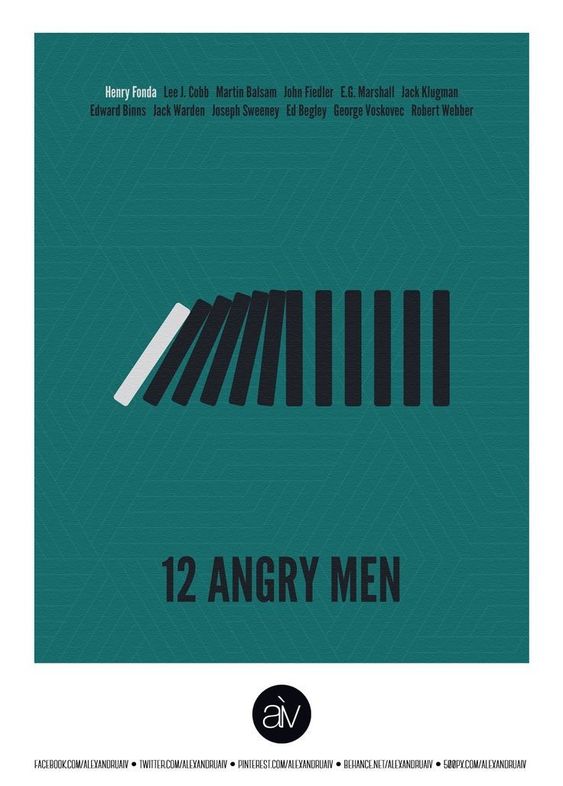 Henry Fonda Lee J. Cobb Martin Balsam John Fiedler E.G. Marshall Jack Klugman
Edward Binns Jack Warden Joseph Sweeney Ed Begley George Voskovec Robert Webber
12 ANGRY MEN
aiv
FACEBOOK.COM/ALEXANDRUAIV • TWITTER.COM/ALEXANDRUAIV • PINTEREST.COM/ALEXANDRUAIV • BEHANCE.NET/ALEXANDRUAIV • 500PX.COM/ALEXANDRUAIV